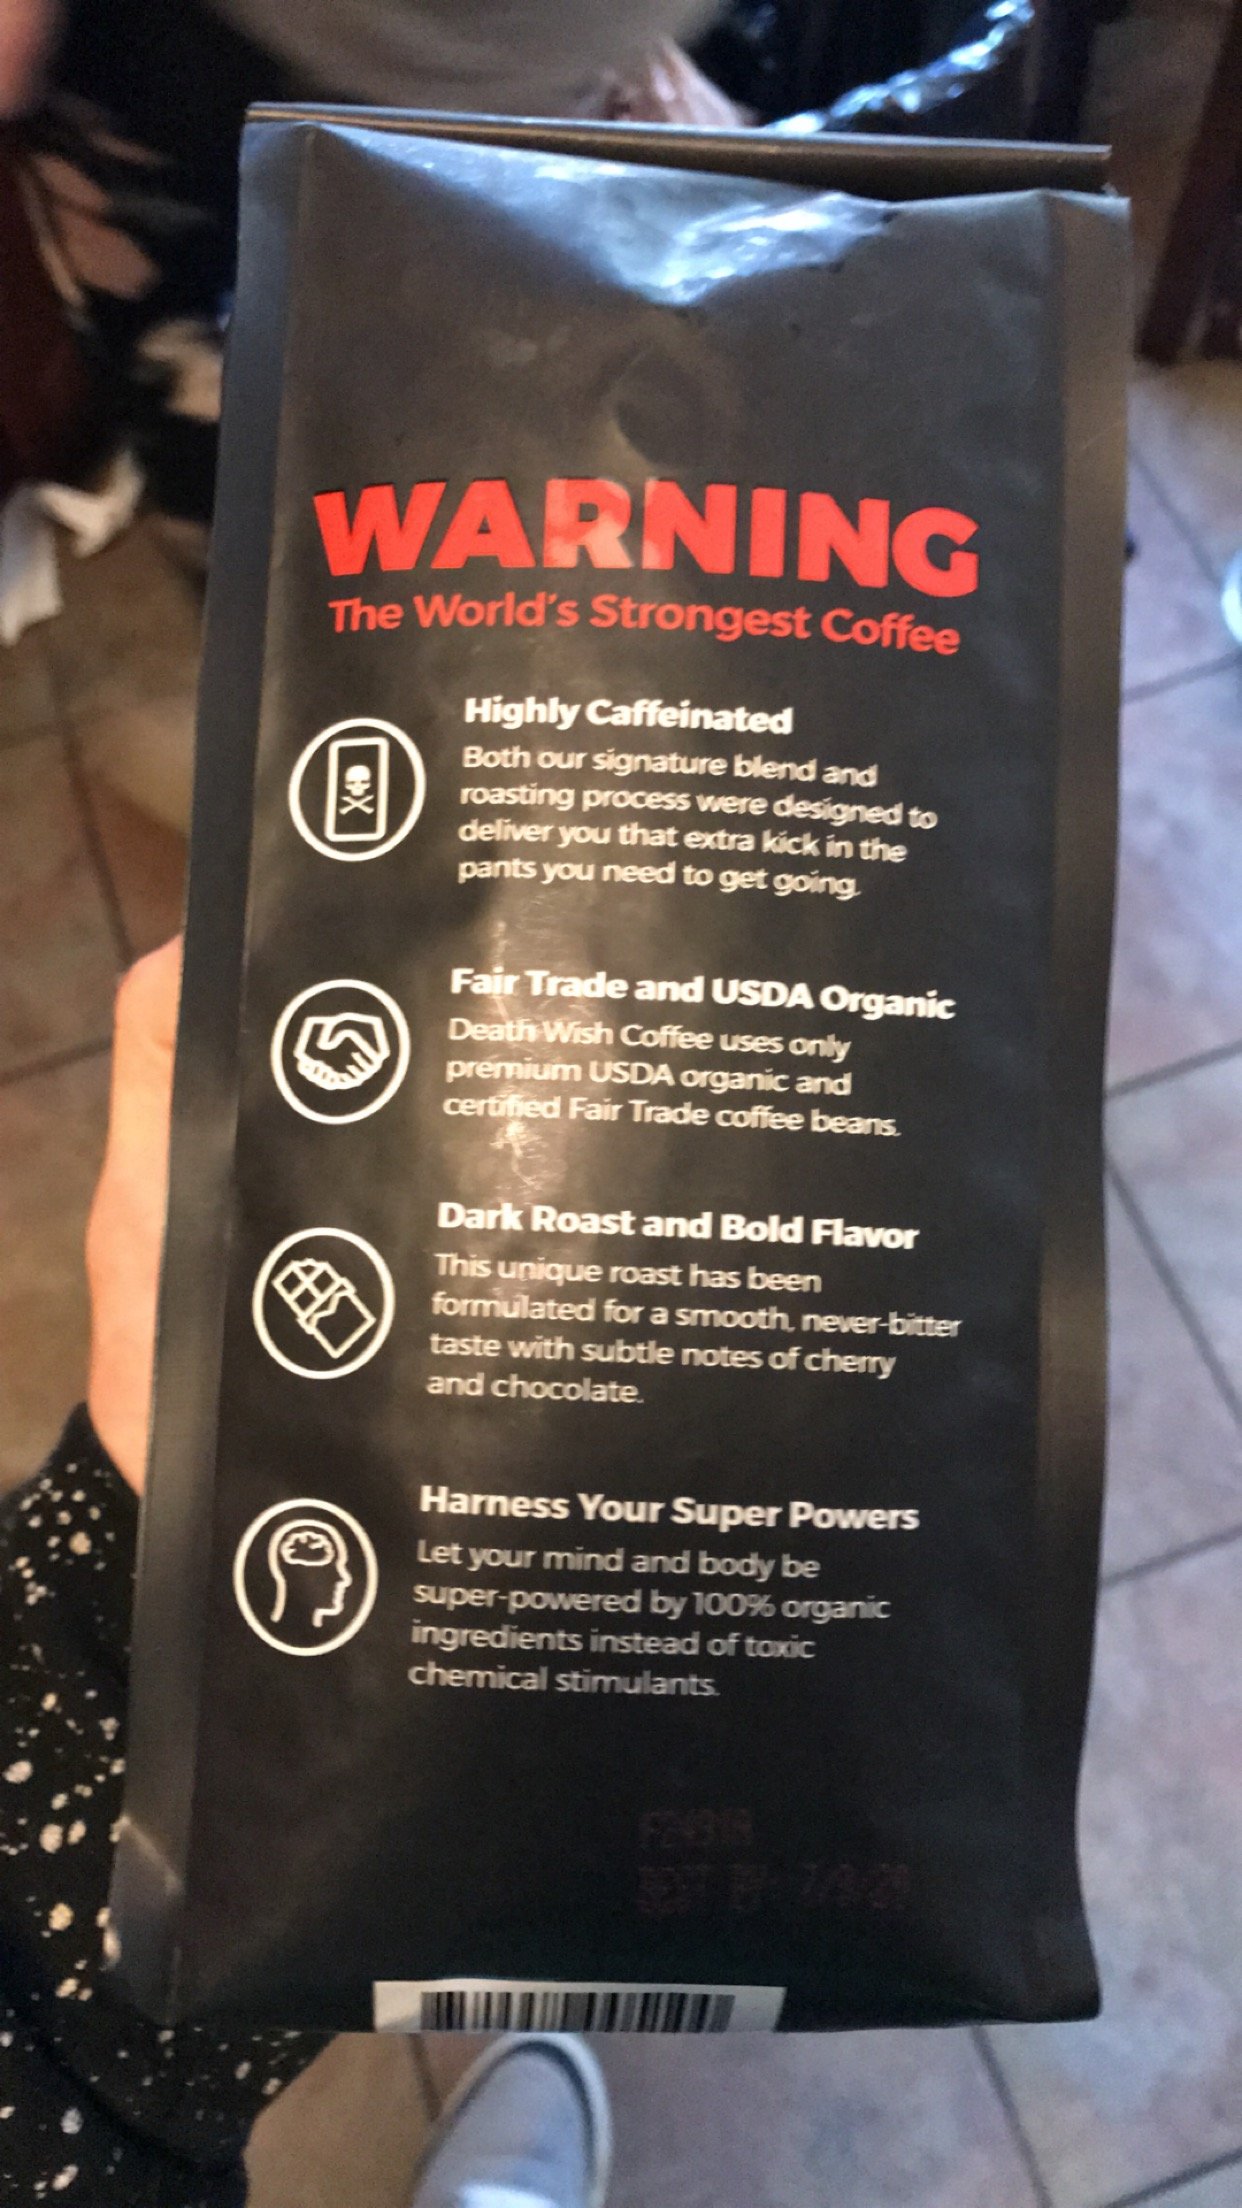 WARNING
The World's Strongest Coffee
Highly Caffeinated
Both our signature blend and
roasting process were designed to
deliver you that extra kick in the
pants you need to get going.
Fair Trade and USDA Organic
Death Wish Coffee uses only
premium USDA organic and
certified Fair Trade coffee beans.
Dark Roast and Bold Flavor
This unique roast has been
formulated for a smooth, never-bitter
taste with subtle notes of cherry
and chocolate.
Harness Your Super Powers
Let your mind and body be
super-powered by 100% organic
ingredients instead of toxic
chemical stimulants.
BEST BY